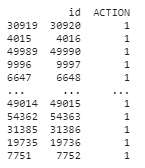 id ACTION
30919 30920 1
4015 4016 1
49989 49990 1
9996 9997 1
6647 6648 1
... ... ...
49014 49015 1
54362 54363 1
31385 31386 1
19735 19736 1
7751 7752 1